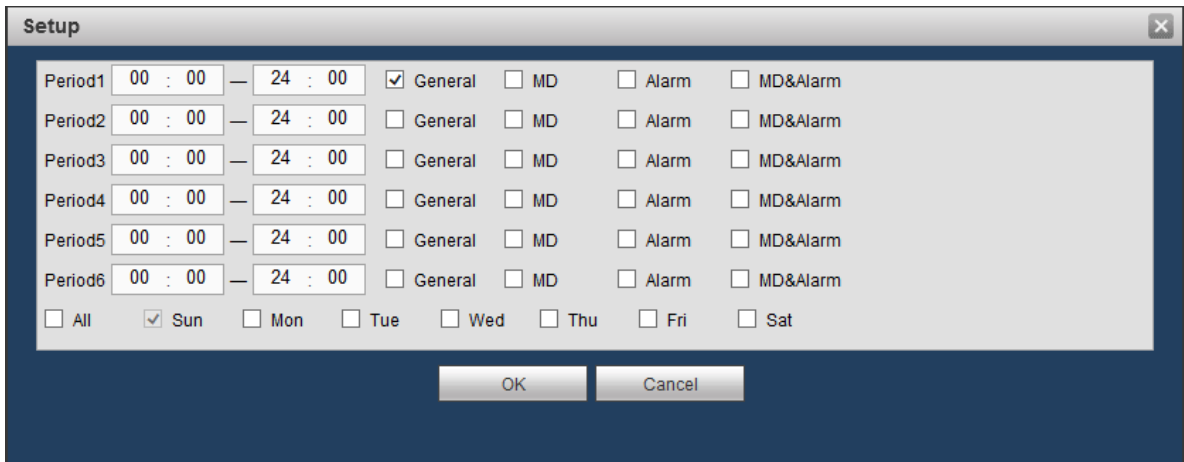 Setup
Period1 00 : 00 — 24 : 00 General MD Alarm MD&Alarm
Period2 00 : 00 — 24 : 00 General MD Alarm MD&Alarm
Period3 00 : 00 — 24 : 00 General MD Alarm MD&Alarm
Period4 00 : 00 — 24 : 00 General MD Alarm MD&Alarm
Period5 00 : 00 — 24 : 00 General MD Alarm MD&Alarm
Period6 00 : 00 — 24 : 00 General MD Alarm MD&Alarm
All Sun Mon Tue Wed Thu Fri Sat
OK Cancel